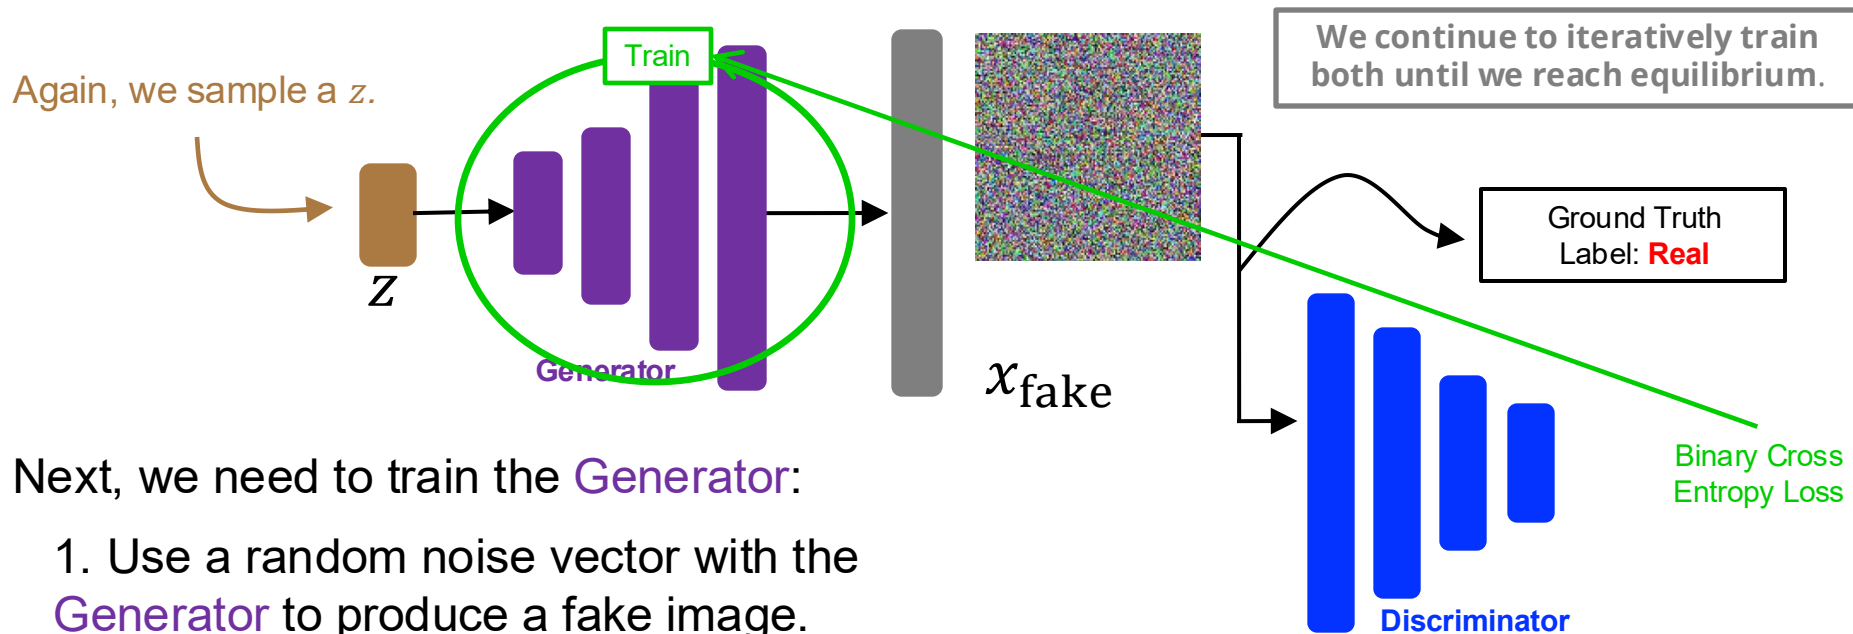 We continue to iteratively train
both until we reach equilibrium.
Train
Again, we sample a z.
Ground Truth
Label: Real
z
Generator
x_fake
Binary Cross
Entropy Loss
Next, we need to train the Generator:
1. Use a random noise vector with the
Generator to produce a fake image.
Discriminator